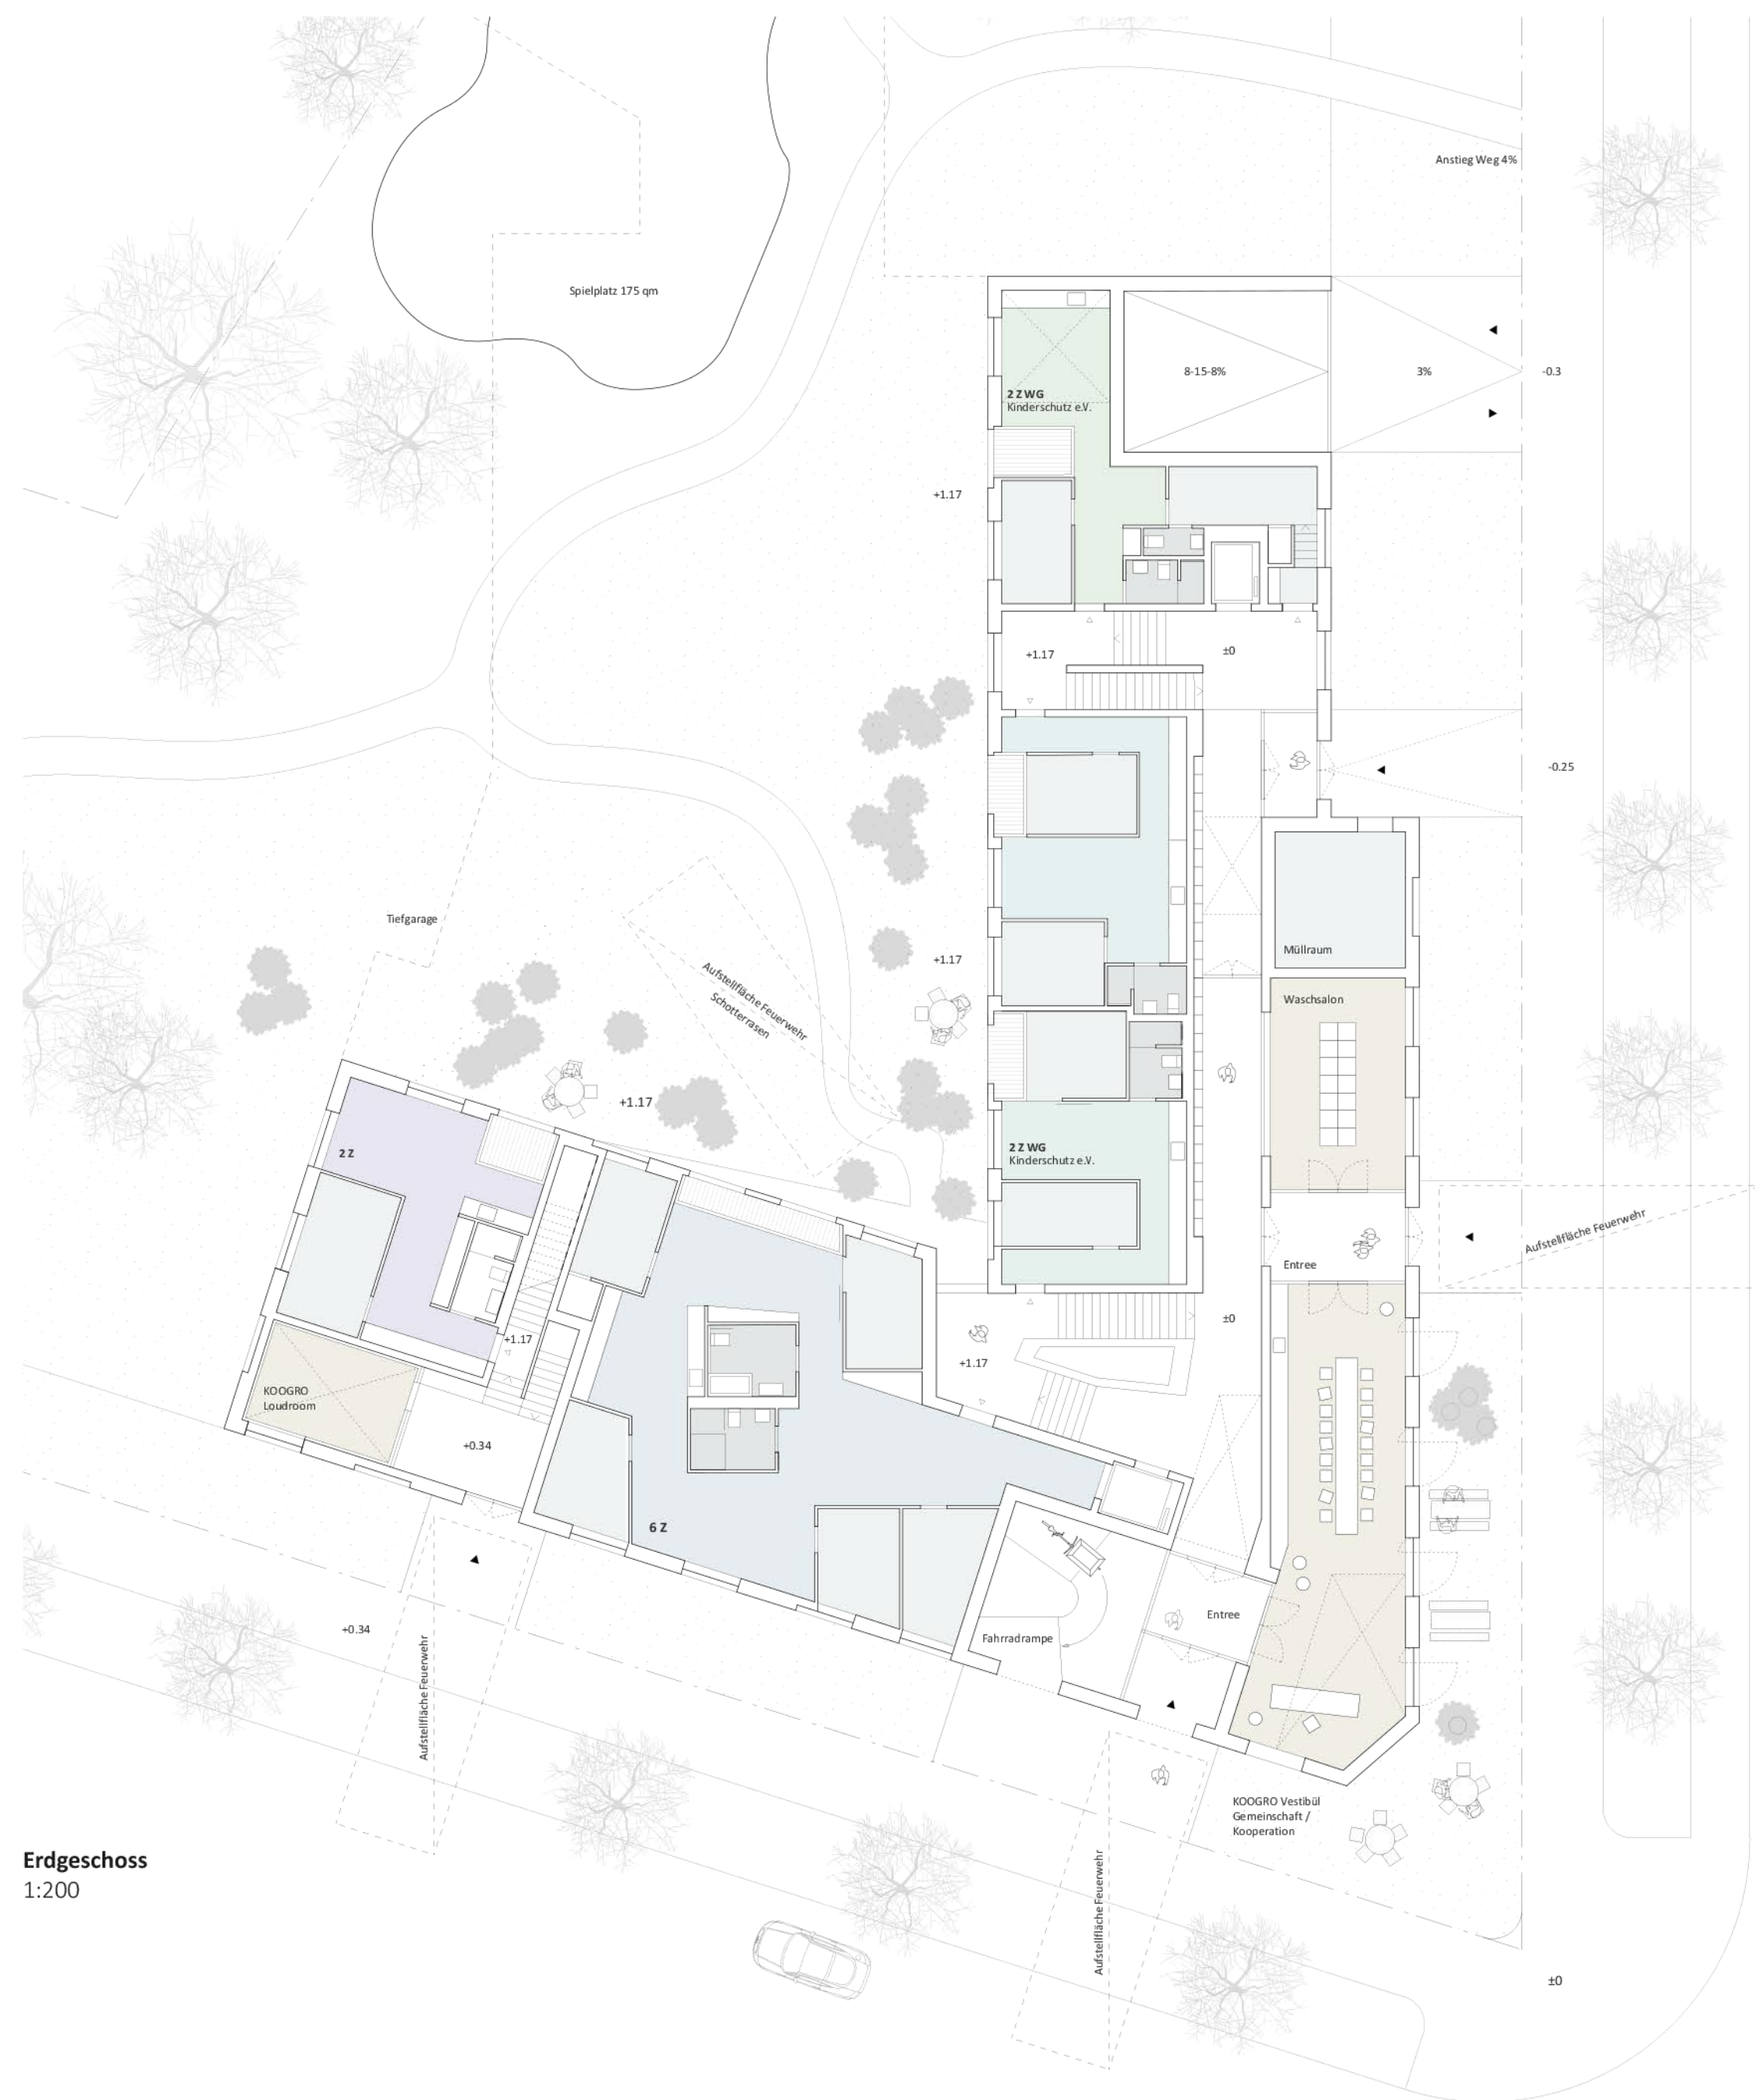 Anstieg Weg 4%
Spielplatz 175 qm
8-15-8%
3%
-0.3
2 Z WG
Kinderschutz e.V.
+1.17
+1.17
±0
-0.25
Tiefgarage
Müllraum
+1.17
Aufstellfläche Feuerwehr
Schotterrasen
Waschsalon
+1.17
2 Z
2 Z WG
Kinderschutz e.V.
Aufstellfläche Feuerwehr
Entree
±0
+1.17
+1.17
KOOGRO
Loudroom
+0.34
6 Z
Entree
+0.34
Fahrradrampe
Aufstellfläche Feuerwehr
KOOGRO Vestibül
Gemeinschaft /
Kooperation
Aufstellfläche Feuerwehr
Erdgeschoss
1:200
±0